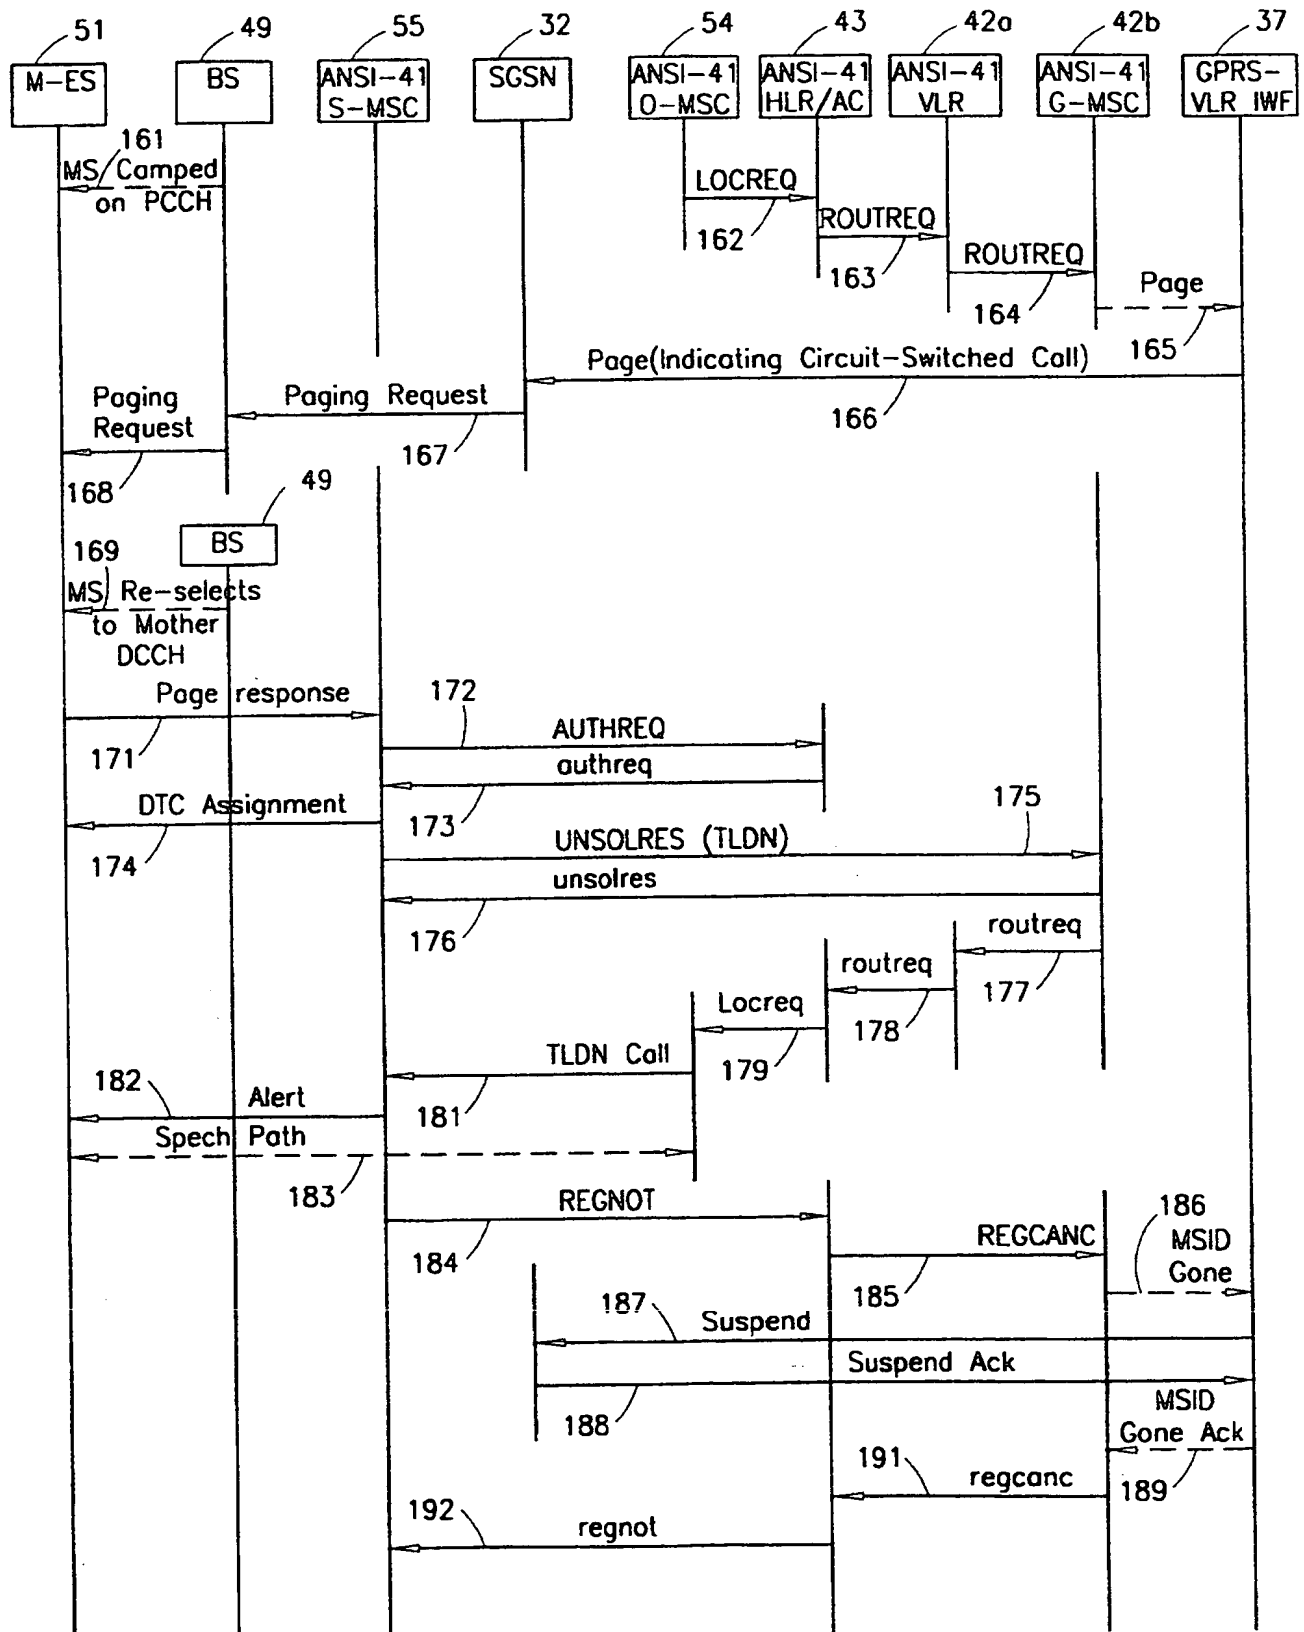 51
49
55
32
54
43
42a
42b
37
M-ES
BS
ANSI-41
S-MSC
SGSN
ANSI-41
O-MSC
ANSI-41
HLR/AC
ANSI-41
VLR
ANSI-41
G-MSC
GPRS-
VLR IWF
161
MS Camped
on PCCH
LOCREQ
162
ROUTREQ
163
ROUTREQ
164
Page
165
Page(Indicating Circuit-Switched Call)
166
Paging Request
167
Paging
Request
168
49
BS
169
MS Re-selects
to Mother
DCCH
Page response
171
172
AUTHREQ
authreq
173
DTC Assignment
174
175
UNSOLRES (TLDN)
unsolres
176
routreq
177
routreq
178
Locreq
179
TLDN Call
181
182
Alert
Spech Path
183
REGNOT
184
REGCANC
185
186
MSID
Gone
187
Suspend
Suspend Ack
188
MSID
Gone Ack
189
191
regcanc
192
regnot